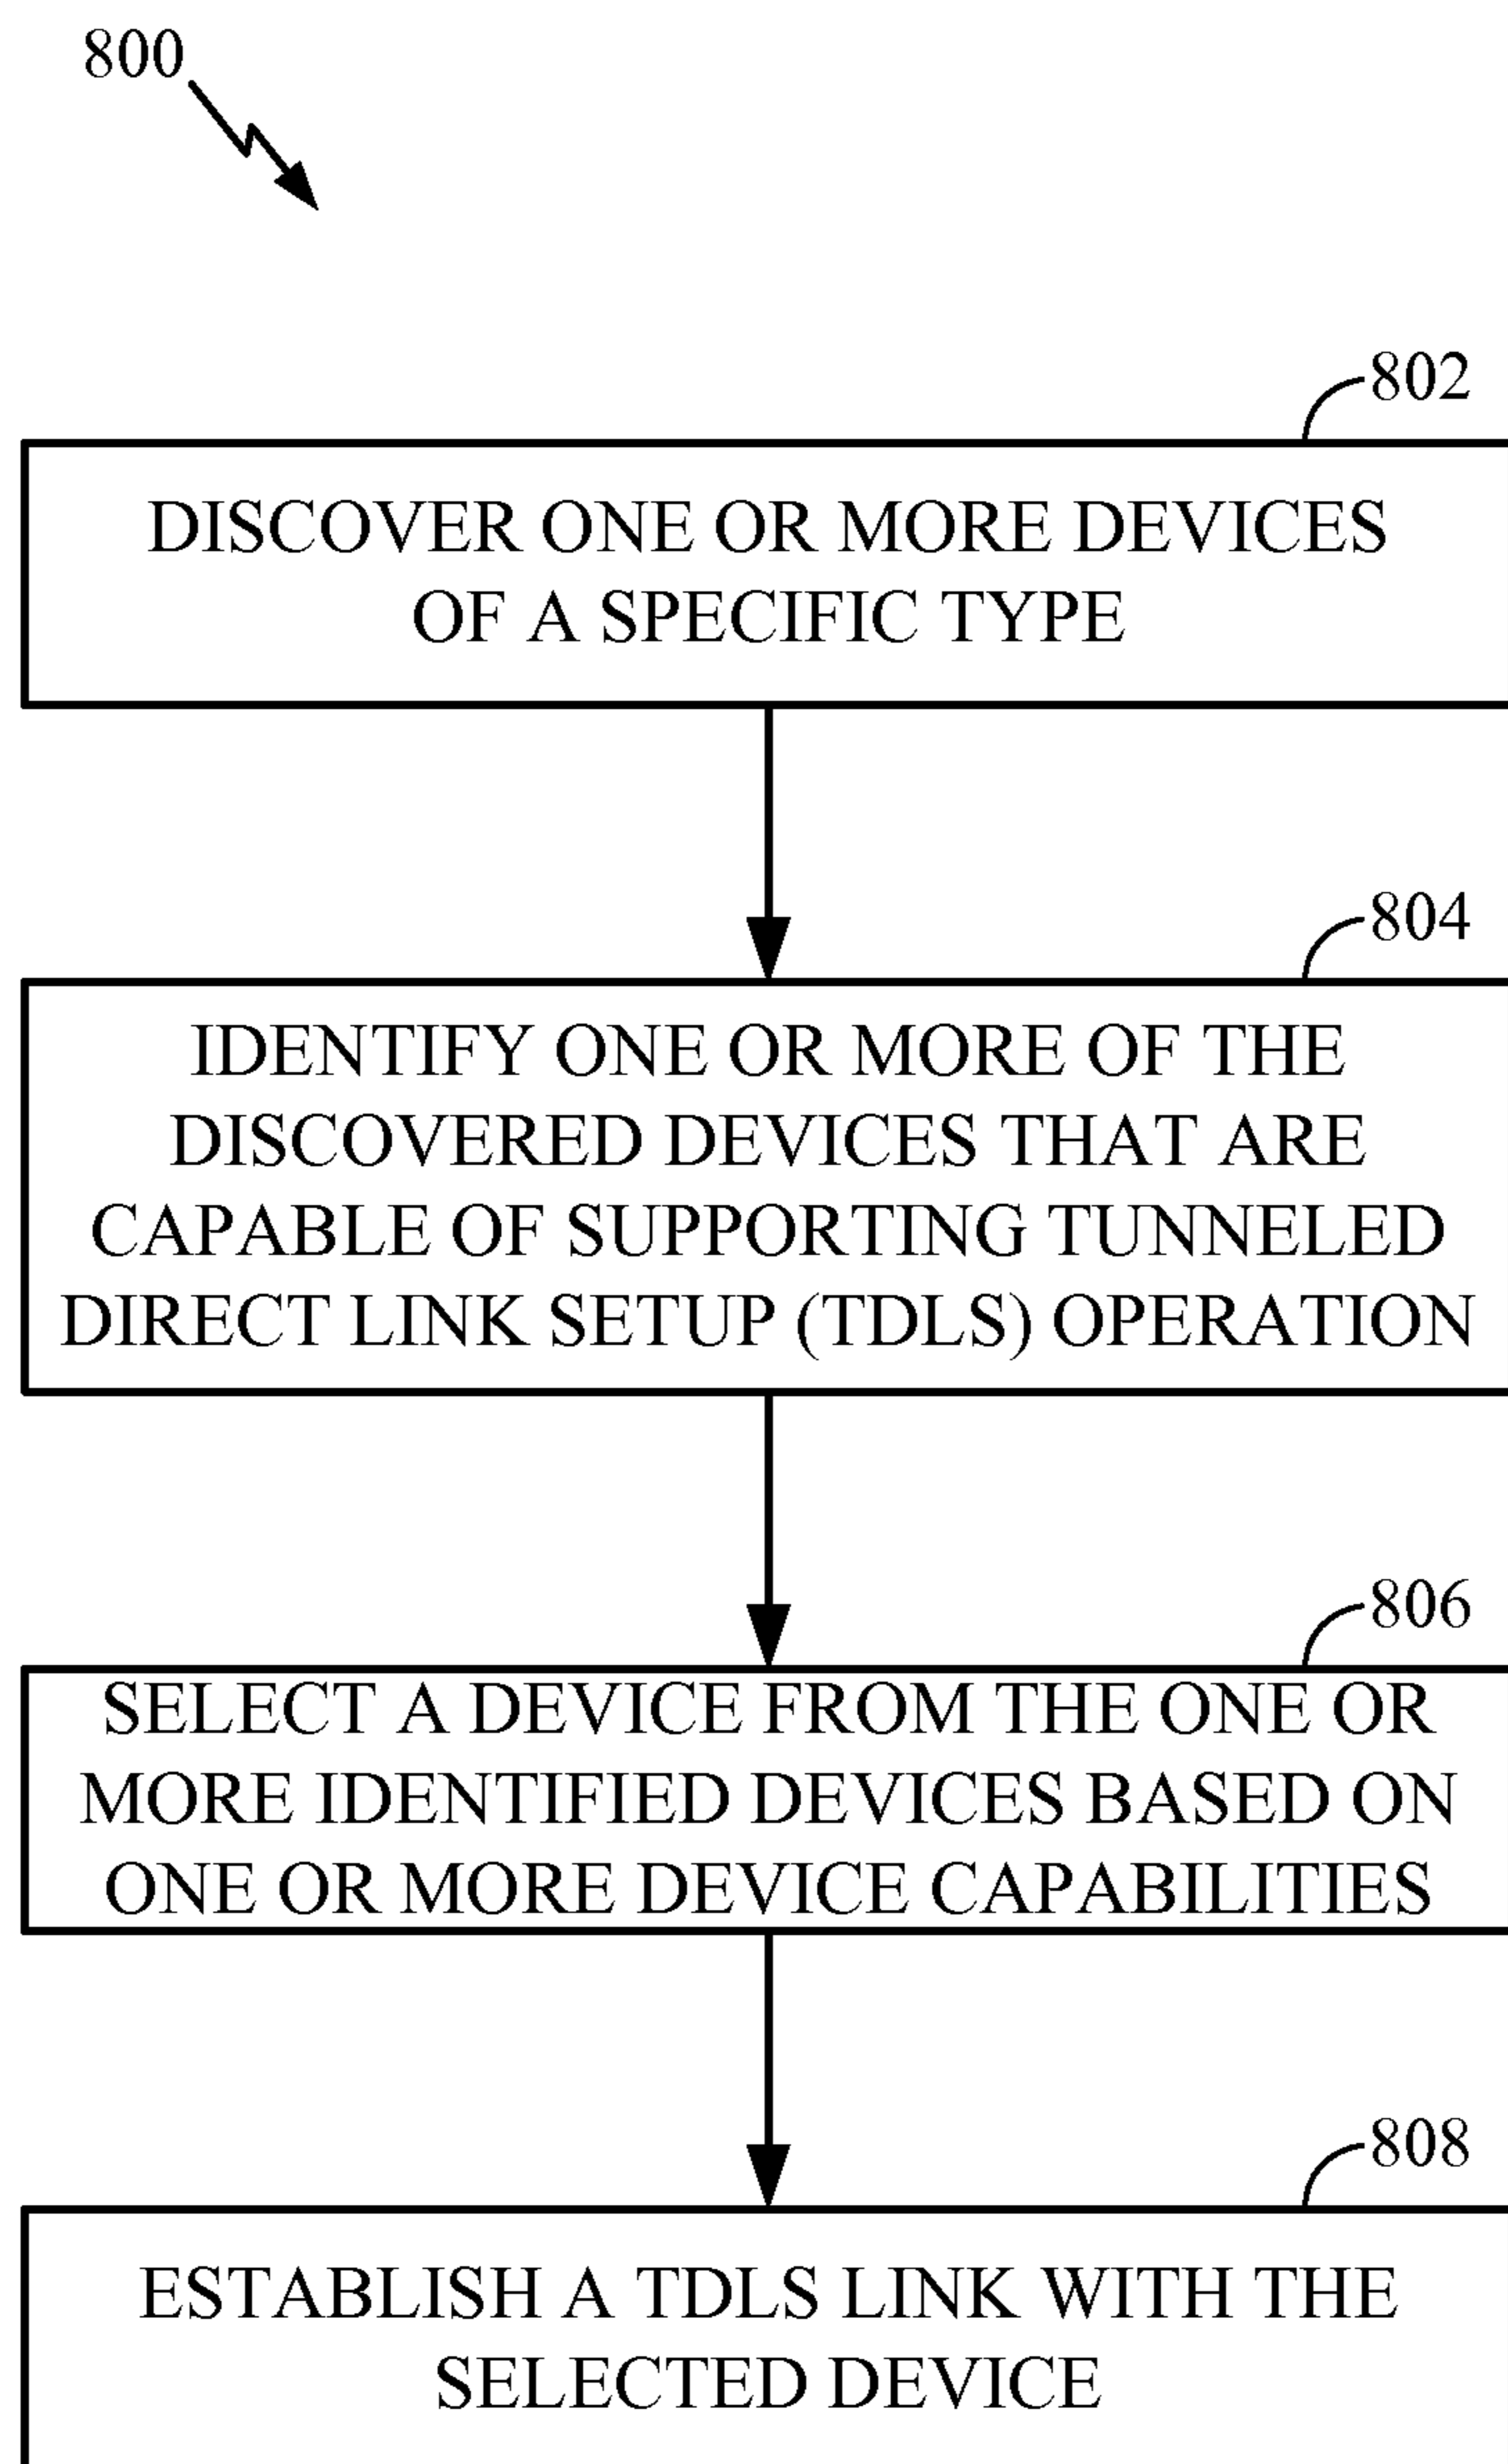 800
802
DISCOVER ONE OR MORE DEVICES
OF A SPECIFIC TYPE
804
IDENTIFY ONE OR MORE OF THE
DISCOVERED DEVICES THAT ARE
CAPABLE OF SUPPORTING TUNNELED
DIRECT LINK SETUP (TDLS) OPERATION
806
SELECT A DEVICE FROM THE ONE OR
MORE IDENTIFIED DEVICES BASED ON
ONE OR MORE DEVICE CAPABILITIES
808
ESTABLISH A TDLS LINK WITH THE
SELECTED DEVICE